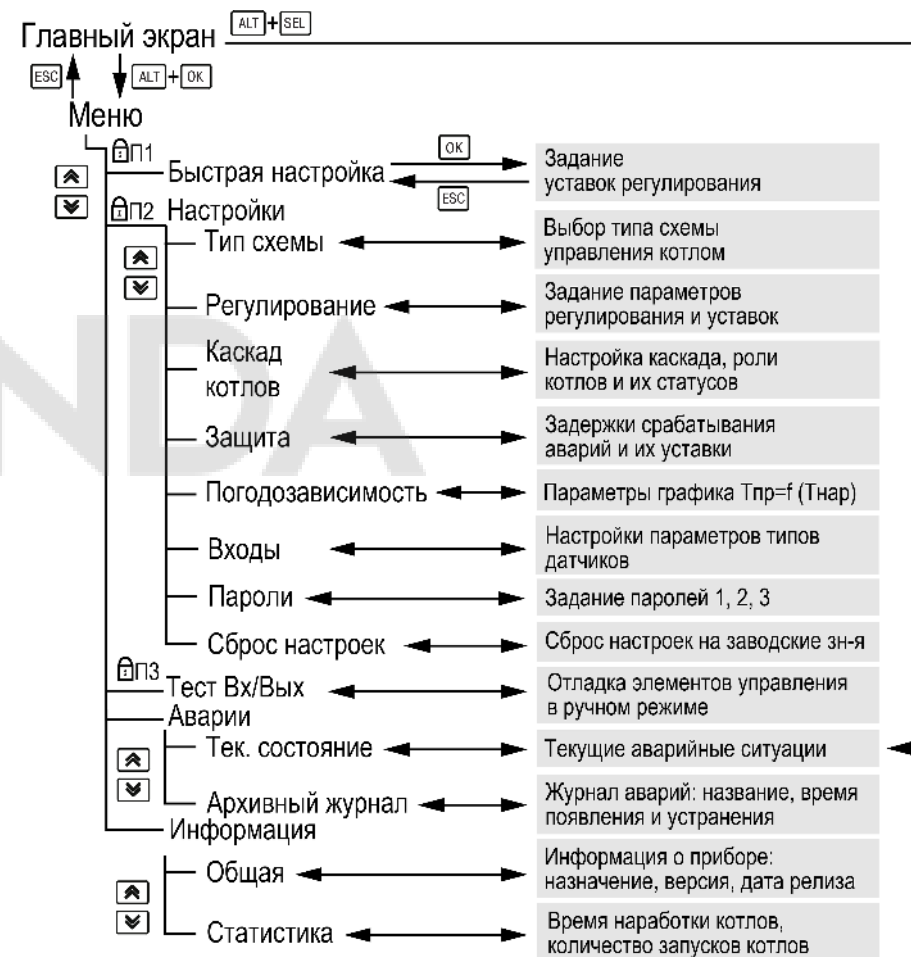 Главный экран ALT + SEL
ESC ALT + OK
Меню
П1
Быстрая настройка
OK
ESC
Задание
уставок регулирования
П2 Настройки
Тип схемы
Выбор типа схемы
управления котлом
Регулирование
Задание параметров
регулирования и уставок
Каскад
котлов
Настройка каскада, роли
котлов и их статусов
Защита
Задержки срабатывания
аварий и их уставки
Погодозависимость
Параметры графика Тпр=f (Тнар)
Входы
Настройки параметров типов
датчиков
Пароли
Задание паролей 1, 2, 3
Сброс настроек
Сброс настроек на заводские зн-я
П3
Тест Вх/Вых
Отладка элементов управления
в ручном режиме
Аварии
Тек. состояние
Текущие аварийные ситуации
Архивный журнал
Журнал аварий: название, время
появления и устранения
Информация
Общая
Информация о приборе:
назначение, версия, дата релиза
Статистика
Время наработки котлов,
количество запусков котлов
NDA